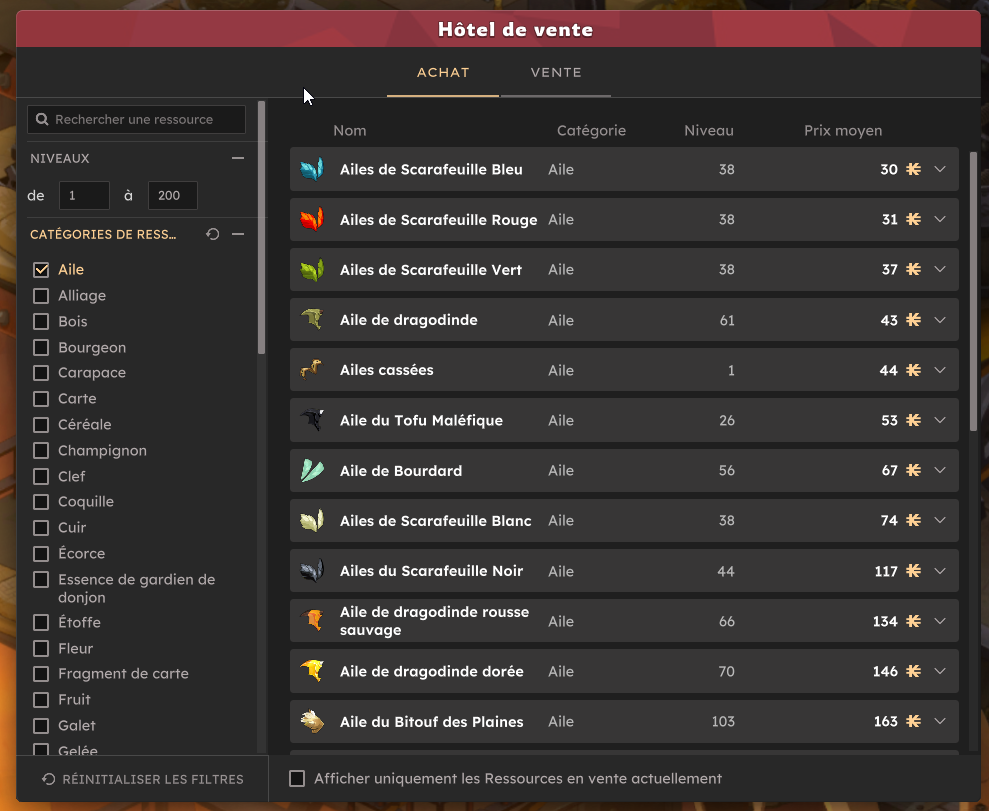 Hôtel de vente
ACHAT
VENTE
Rechercher une ressource
NIVEAUX
de 1 à 200
CATÉGORIES DE RESS...
Aile
Alliage
Bois
Bourgeon
Carapace
Carte
Céréale
Champignon
Clef
Coquille
Cuir
Écorce
Essence de gardien de
donjon
Étoffe
Fleur
Fragment de carte
Fruit
Galet
Gelée
RÉINITIALISER LES FILTRES
Nom Catégorie Niveau Prix moyen
Ailes de Scarafeuille Bleu Aile 38 30
Ailes de Scarafeuille Rouge Aile 38 31
Ailes de Scarafeuille Vert Aile 38 37
Aile de dragodinde Aile 61 43
Ailes cassées Aile 1 44
Aile du Tofu Maléfique Aile 26 53
Aile de Bourdard Aile 56 67
Ailes de Scarafeuille Blanc Aile 38 74
Ailes du Scarafeuille Noir Aile 44 117
Aile de dragodinde rousse
sauvage Aile 66 134
Aile de dragodinde dorée Aile 70 146
Aile du Bitouf des Plaines Aile 103 163
Afficher uniquement les Ressources en vente actuellement